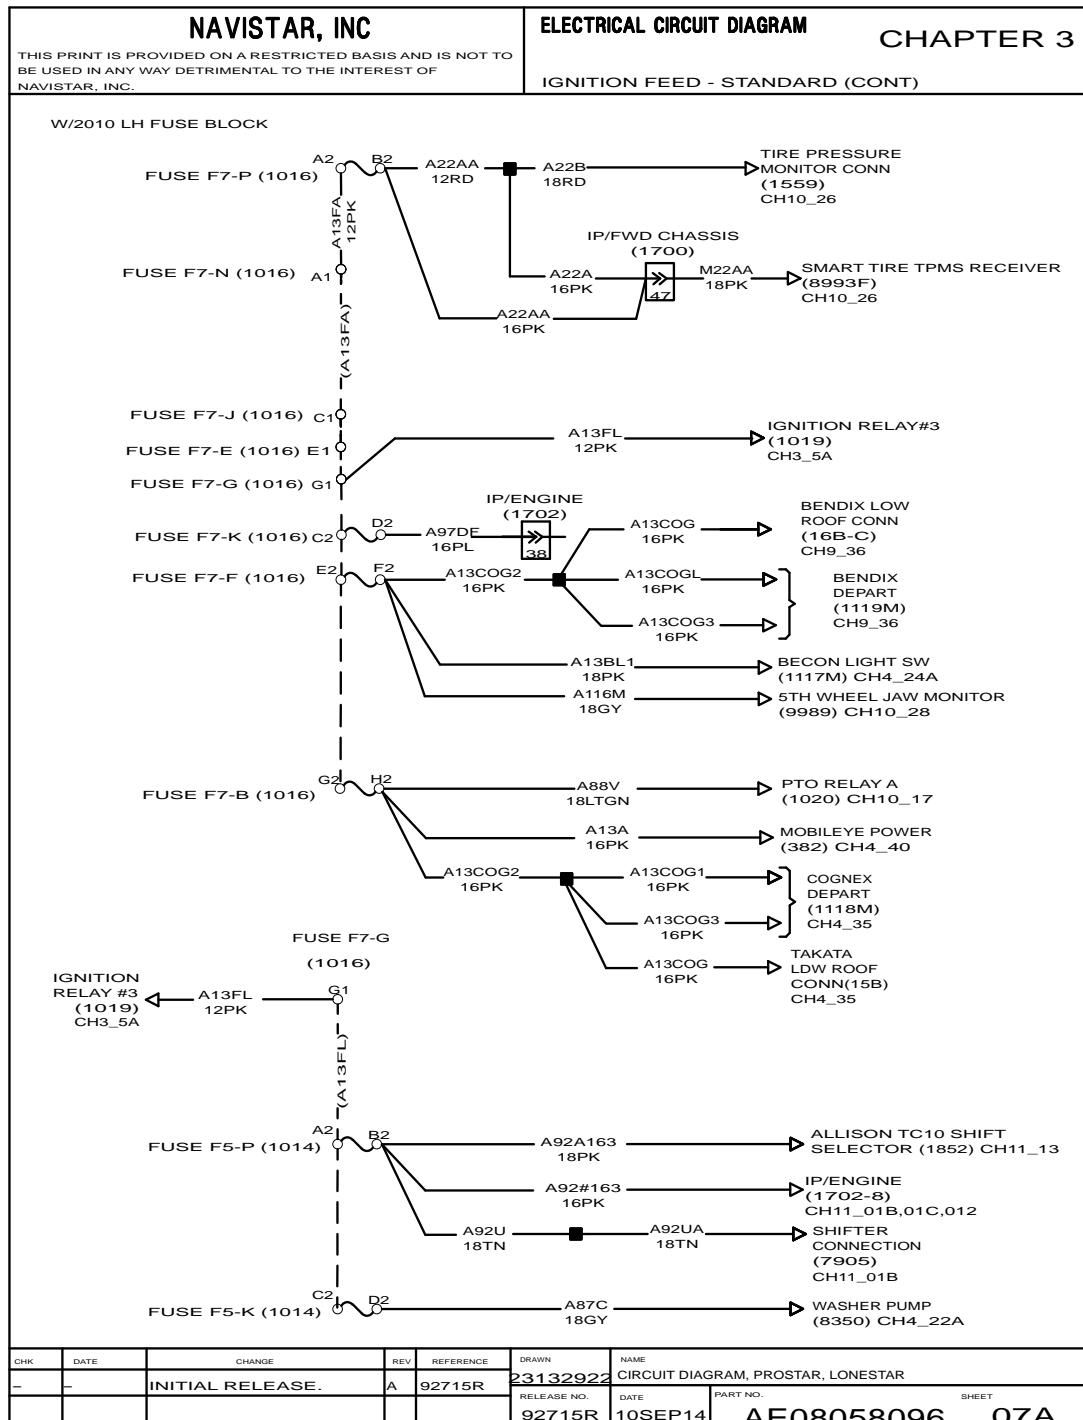 NAVISTAR, INC
THIS PRINT IS PROVIDED ON A RESTRICTED BASIS AND IS NOT TO
BE USED IN ANY WAY DETRIMENTAL TO THE INTEREST OF
NAVISTAR, INC.
ELECTRICAL CIRCUIT DIAGRAM
CHAPTER 3
IGNITION FEED - STANDARD (CONT)
W/2010 LH FUSE BLOCK
FUSE F7-P (1016)
A2
B2
A22AA
12RD
A22B
18RD
TIRE PRESSURE
MONITOR CONN
(1559)
CH10_26
A13FA
12PK
IP/FWD CHASSIS
(1700)
FUSE F7-N (1016)
A1
A22A
16PK
47
M22AA
18PK
SMART TIRE TPMS RECEIVER
(8993F)
CH10_26
A22AA
16PK
(A13FA)
FUSE F7-J (1016)
C1
FUSE F7-E (1016)
E1
A13FL
12PK
IGNITION RELAY#3
(1019)
CH3_5A
FUSE F7-G (1016)
G1
IP/ENGINE
(1702)
FUSE F7-K (1016)
C2
D2
A97DF
16PL
38
A13COG
16PK
BENDIX LOW
ROOF CONN
(16B-C)
CH9_36
FUSE F7-F (1016)
E2
F2
A13COG2
16PK
A13COGL
16PK
A13COG3
16PK
BENDIX
DEPART
(1119M)
CH9_36
A13BL1
18PK
BECON LIGHT SW
(1117M) CH4_24A
A116M
18GY
5TH WHEEL JAW MONITOR
(9989) CH10_28
FUSE F7-B (1016)
G2
H2
A88V
18LTGN
PTO RELAY A
(1020) CH10_17
A13A
16PK
MOBILEYE POWER
(382) CH4_40
A13COG2
16PK
A13COG1
16PK
A13COG3
16PK
COGNEX
DEPART
(1118M)
CH4_35
A13COG
16PK
TAKATA
LDW ROOF
CONN(15B)
CH4_35
FUSE F7-G
(1016)
IGNITION
RELAY #3
(1019)
CH3_5A
A13FL
12PK
G1
(A13FL)
FUSE F5-P (1014)
A2
B2
A92A163
18PK
ALLISON TC10 SHIFT
SELECTOR (1852) CH11_13
A92#163
16PK
IP/ENGINE
(1702-8)
CH11_01B,01C,012
A92U
18TN
A92UA
18TN
SHIFTER
CONNECTION
(7905)
CH11_01B
FUSE F5-K (1014)
C2
D2
A87C
18GY
WASHER PUMP
(8350) CH4_22A
CHK DATE CHANGE REV REFERENCE
– – INITIAL RELEASE. A 92715R
DRAWN
23132922
NAME
CIRCUIT DIAGRAM, PROSTAR, LONESTAR
RELEASE NO.
92715R
DATE
10SEP14
PART NO.
AE08058096
SHEET
07A